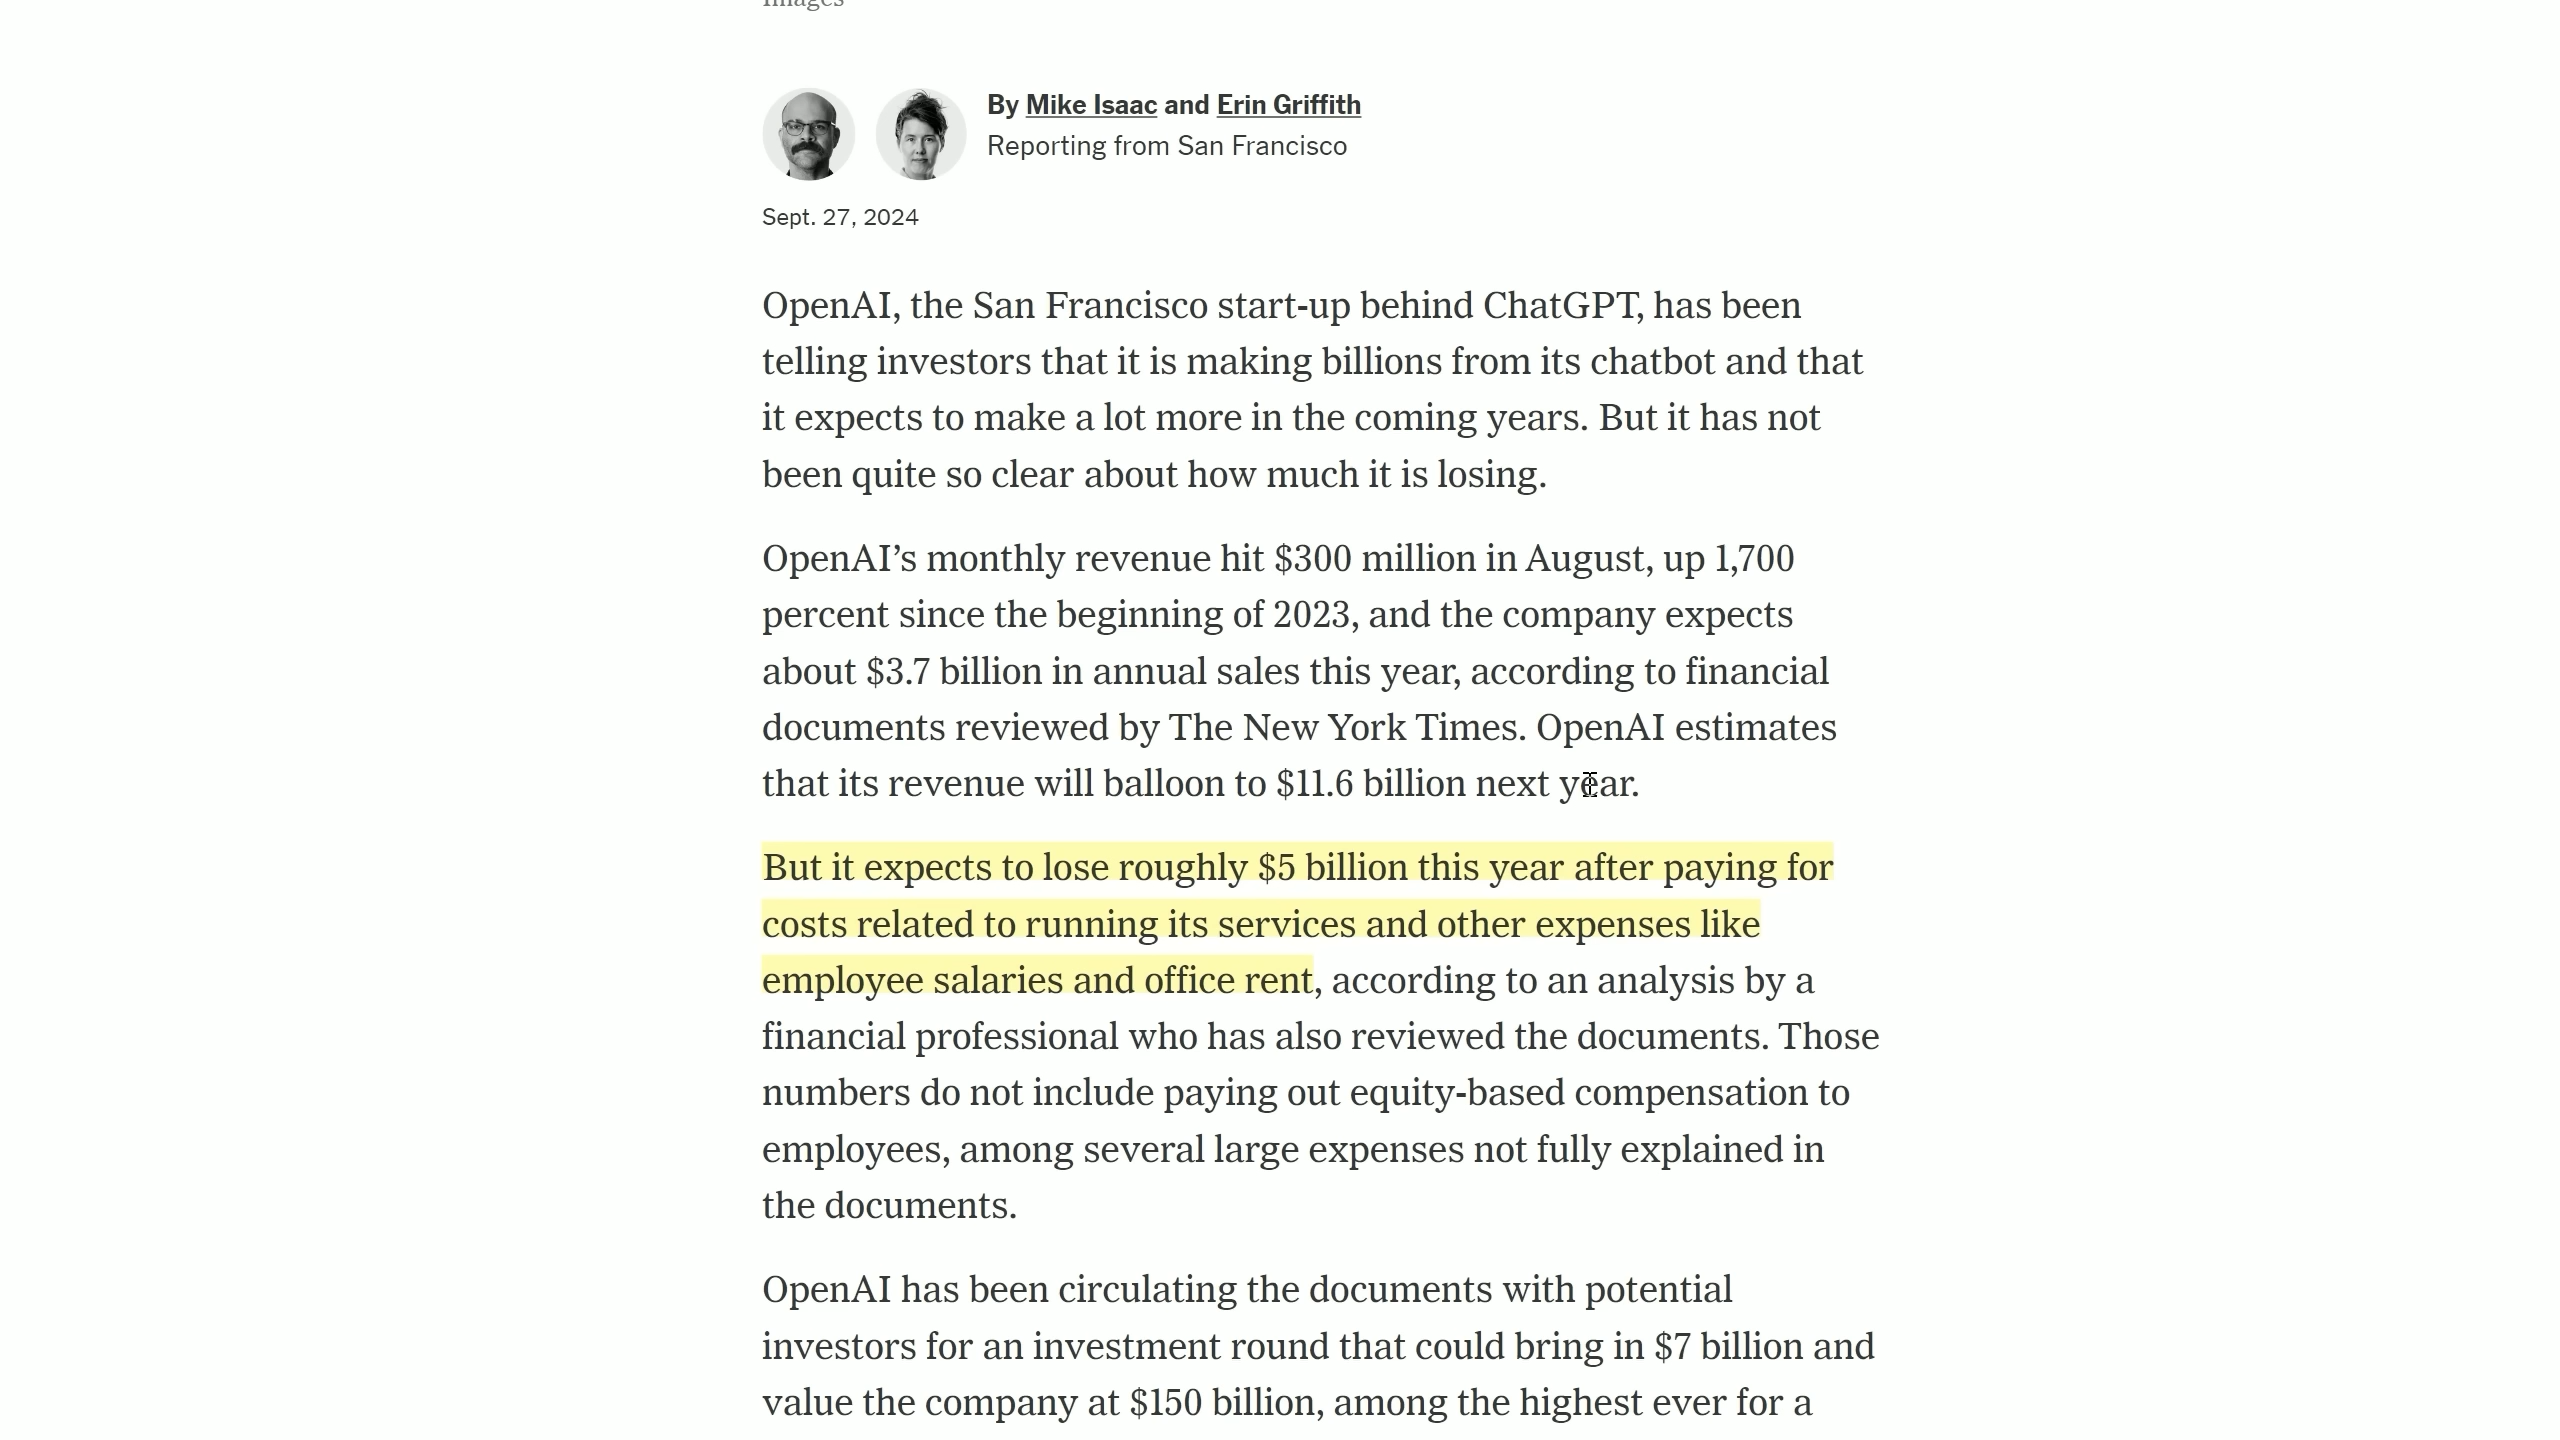 Images
By Mike Isaac and Erin Griffith
Reporting from San Francisco
Sept. 27, 2024
OpenAI, the San Francisco start-up behind ChatGPT, has been
telling investors that it is making billions from its chatbot and that
it expects to make a lot more in the coming years. But it has not
been quite so clear about how much it is losing.
OpenAI’s monthly revenue hit $300 million in August, up 1,700
percent since the beginning of 2023, and the company expects
about $3.7 billion in annual sales this year, according to financial
documents reviewed by The New York Times. OpenAI estimates
that its revenue will balloon to $11.6 billion next year.
But it expects to lose roughly $5 billion this year after paying for
costs related to running its services and other expenses like
employee salaries and office rent, according to an analysis by a
financial professional who has also reviewed the documents. Those
numbers do not include paying out equity-based compensation to
employees, among several large expenses not fully explained in
the documents.
OpenAI has been circulating the documents with potential
investors for an investment round that could bring in $7 billion and
value the company at $150 billion, among the highest ever for a